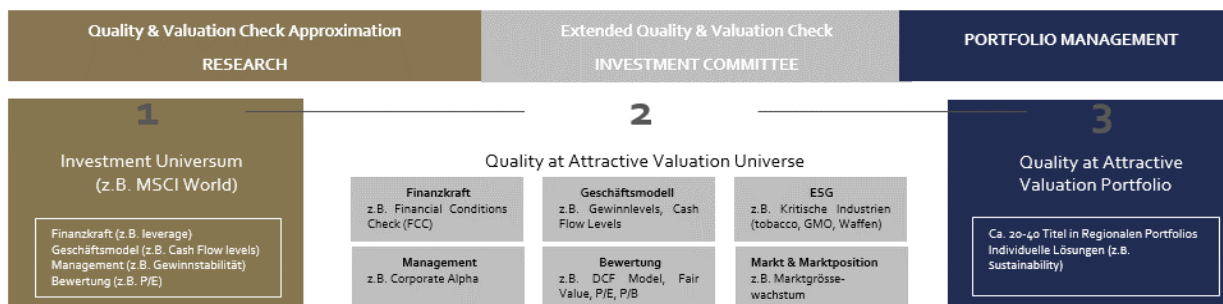 Quality & Valuation Check Approximation
RESEARCH
Extended Quality & Valuation Check
INVESTMENT COMMITTEE
PORTFOLIO MANAGEMENT
1
Investment Universum
(z.B. MSCI World)
Finanzkraft (z.B. leverage)
Geschäftsmodel (z.B. Cash Flow levels)
Management (z.B. Gewinnstabilität)
Bewertung (z.B. P/E)
2
Quality at Attractive Valuation Universe
Finanzkraft
z.B. Financial Conditions
Check (FCC)
Geschäftsmodell
z.B. Gewinnlevels, Cash
Flow Levels
ESG
z.B. Kritische Industrien
(tobacco, GMO, Waffen)
Management
z.B. Corporate Alpha
Bewertung
z.B. DCF Model, Fair
Value, P/E, P/B
Markt & Marktposition
z.B. Marktgrösse-
wachstum
3
Quality at Attractive
Valuation Portfolio
Ca. 20-40 Titel in Regionalen Portfolios
Individuelle Lösungen (z.B.
Sustainability)